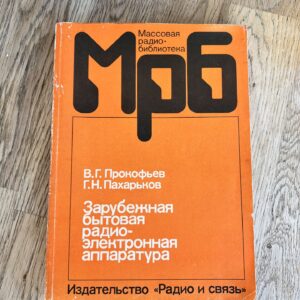 Массовая
радио-
библиотека
Мрб
В.Г. Прокофьев
Г.Н. Пахарьков
Зарубежная
бытовая
радио-
электронная
аппаратура
Издательство «Радио и связь»